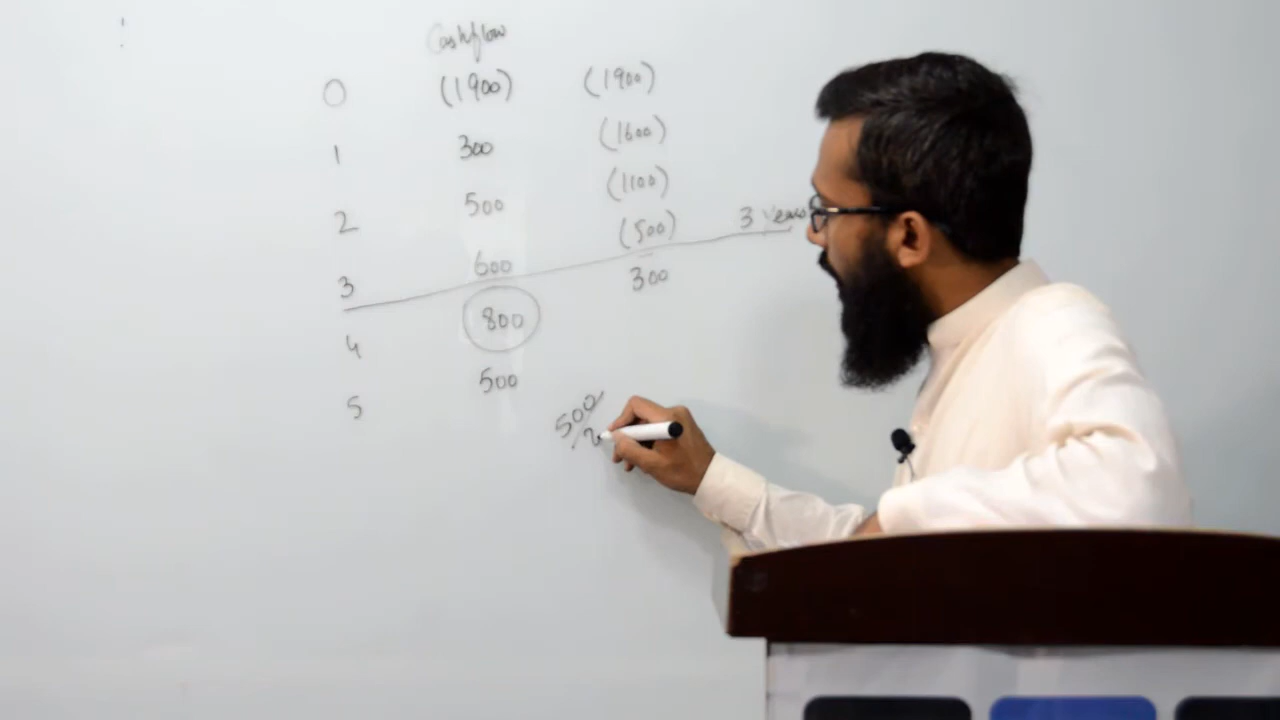 Cashflow
0 (1900) (1900)
1 300 (1600)
2 500 (1100)
3 600 (500) 3 Years
4 800 300
5 500
500/